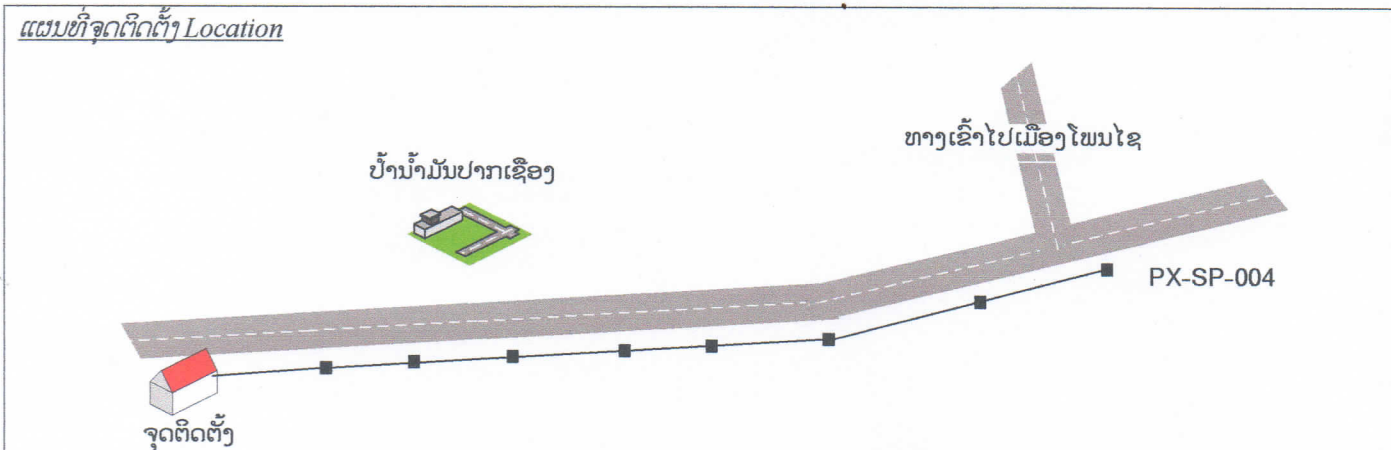 ແຜນທີ່ຈຸດຕິດຕັ້ງ Location
ທາງເຂົ້າໄປເມືອງໂພນໄຊ
ປ້ຳນ້ຳມັນປາກເຊືອງ
PX-SP-004
ຈຸດຕິດຕັ້ງ